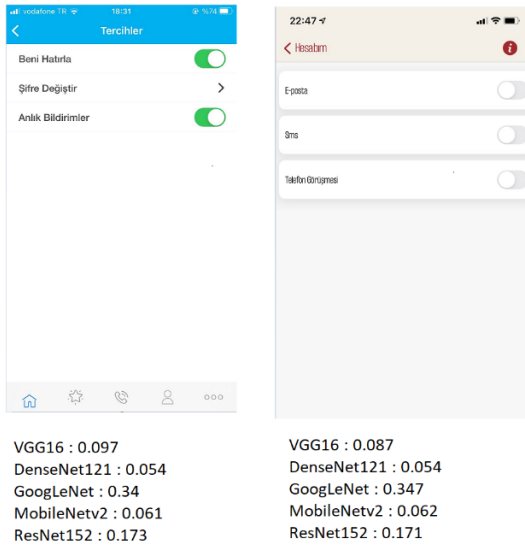 vodafone TR 18:31 @ %74
Tercihler
Beni Hatırla
Şifre Değiştir
Anlık Bildirimler
VGG16 : 0.097
DenseNet121 : 0.054
GoogLeNet : 0.34
MobileNetv2 : 0.061
ResNet152 : 0.173
22:47
Hesabım
E-posta
Sms
Telefon Görüşmesi
VGG16 : 0.087
DenseNet121 : 0.054
GoogLeNet : 0.347
MobileNetv2 : 0.062
ResNet152 : 0.171